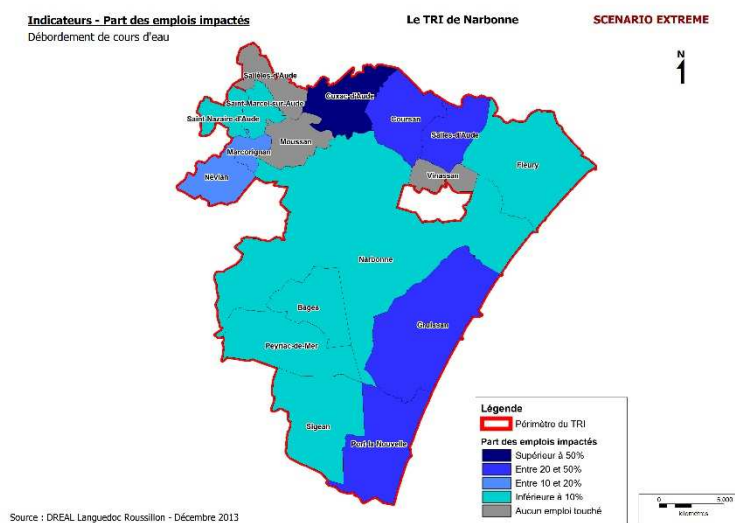 Indicateurs - Part des emplois impactés
Le TRI de Narbonne
SCENARIO EXTREME
Débordement de cours d'eau
N
Sallèles-d'Aude
Cuxac-d'Aude
Saint-Marcel-sur-Aude
Saint-Nazaire-d'Aude
Coursan
Salles-d'Aude
Moussan
Marcorignan
Fleury
Vinassan
Névian
Narbonne
Bages
Gruissan
Peyriac-de-Mer
Sigean
Port-la-Nouvelle
Légende
Périmètre du TRI
Part des emplois impactés
Supérieur à 50%
Entre 20 et 50%
Entre 10 et 20%
Inférieure à 10%
Aucun emploi touché
0 5,000
kilomètres
Source : DREAL Languedoc Roussillon - Décembre 2013